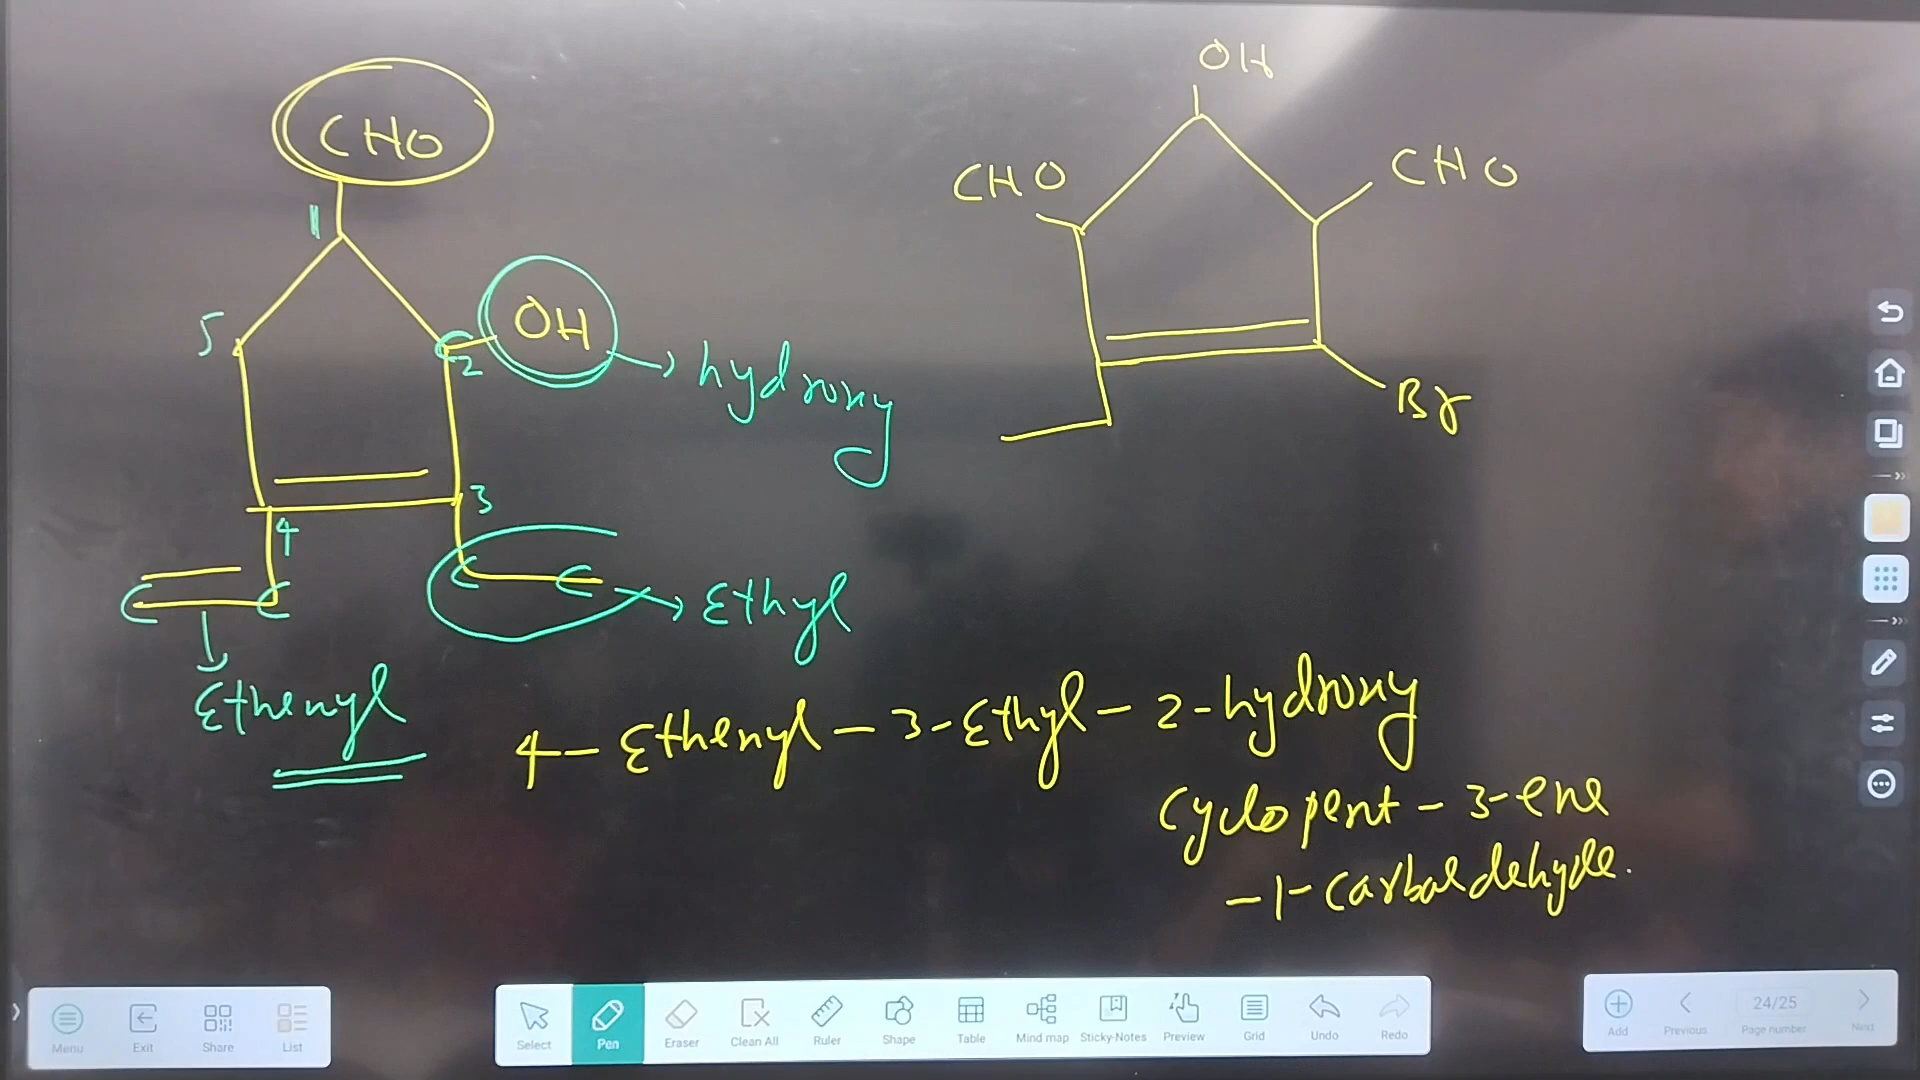 CHO
1
5
OH
2
hydroxy
3
4
C
C
C
C
Ethyl
Ethenyl
OH
CHO
CHO
Br
4-Ethenyl-3-Ethyl-2-hydroxy
Cyclopent-3-ene
-1-Carbaldehyde.
Menu
Exit
Share
List
Select
Pen
Eraser
Clean All
Ruler
Shape
Table
Mind map
Sticky-Notes
Preview
Grid
Undo
Redo
Add
Previous
24/25
Page number
Next